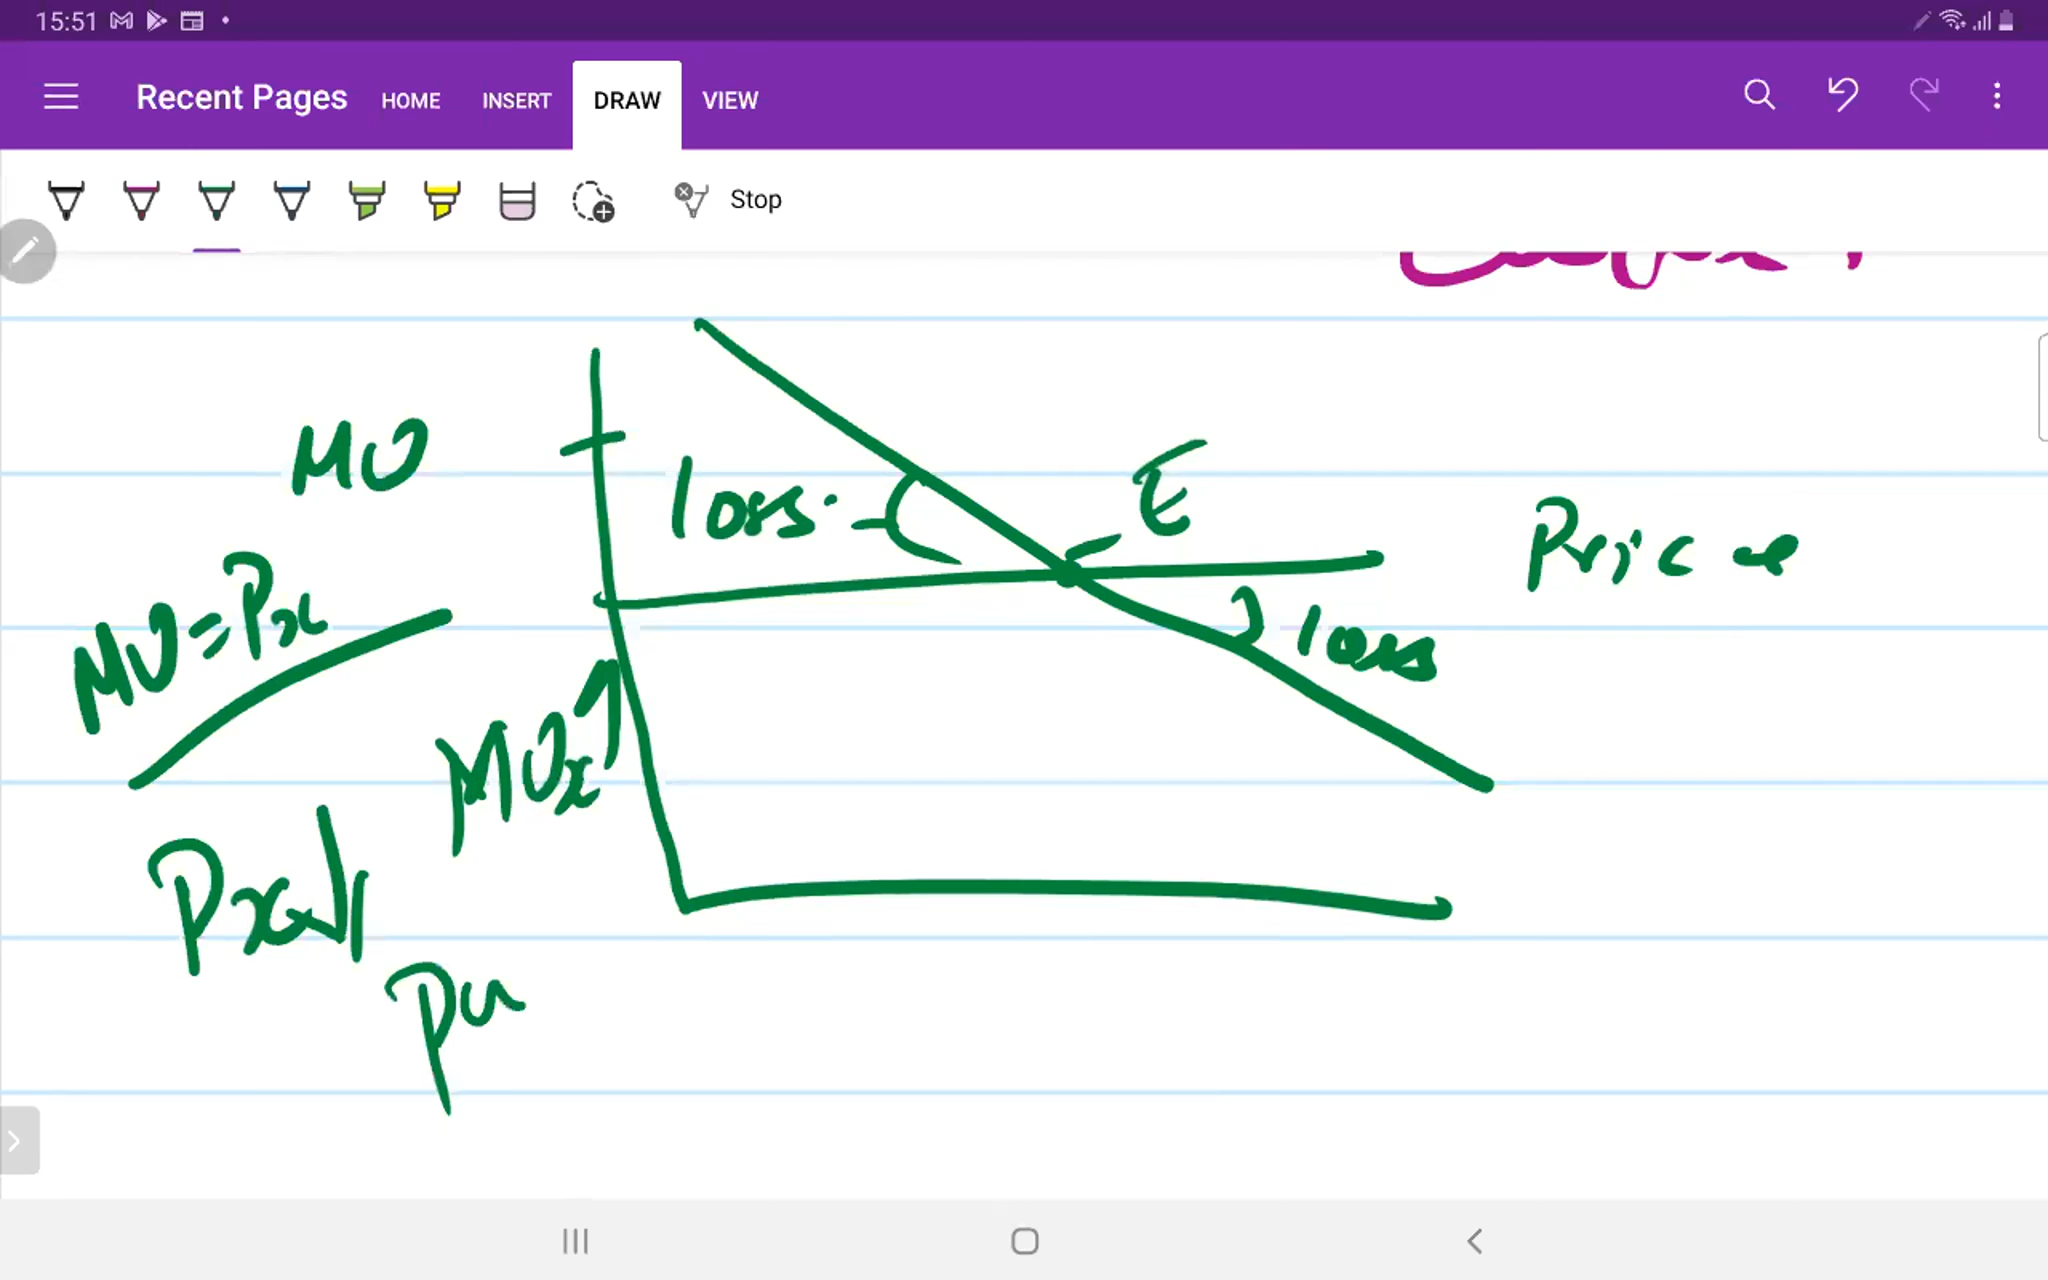 15:51
Recent Pages HOME INSERT DRAW VIEW
Stop
MU
loss
E
Price
MU=Px
loss
MUx
Px
Pu